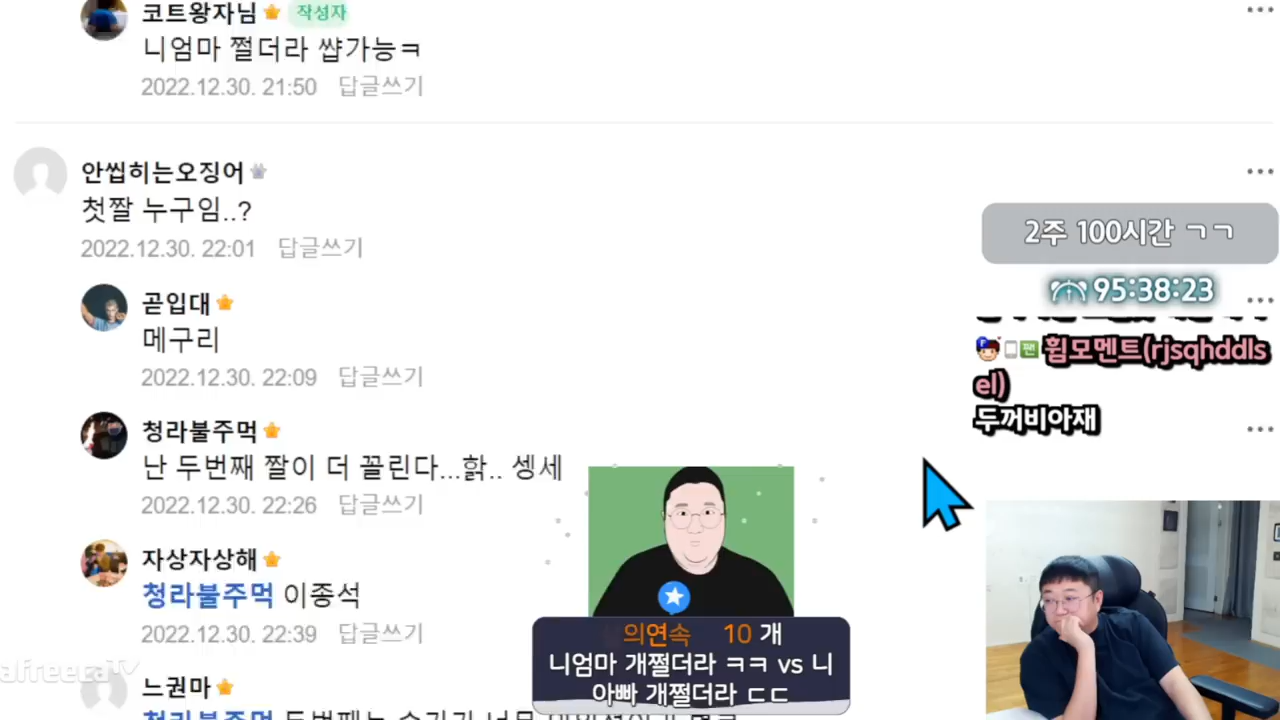 코트왕자님 작성자
니엄마 쩔더라 썁가능ㅋ
2022.12.30. 21:50 답글쓰기
안씹히는오징어
첫짤 누구임..?
2022.12.30. 22:01 답글쓰기
곧입대
메구리
2022.12.30. 22:09 답글쓰기
청라불주먹
난 두번째 짤이 더 꼴린다...핡.. 셍세
2022.12.30. 22:26 답글쓰기
자상자상해
청라불주먹 이종석
2022.12.30. 22:39 답글쓰기
느권마
청라불주먹
afreecaTV
2주 100시간 ㄱㄱ
95:38:23
휨모멘트(rjsqhddls
el)
두꺼비아재
의연속 10 개
니엄마 개쩔더라 ㅋㅋ vs 니
아빠 개쩔더라 ㄷㄷ